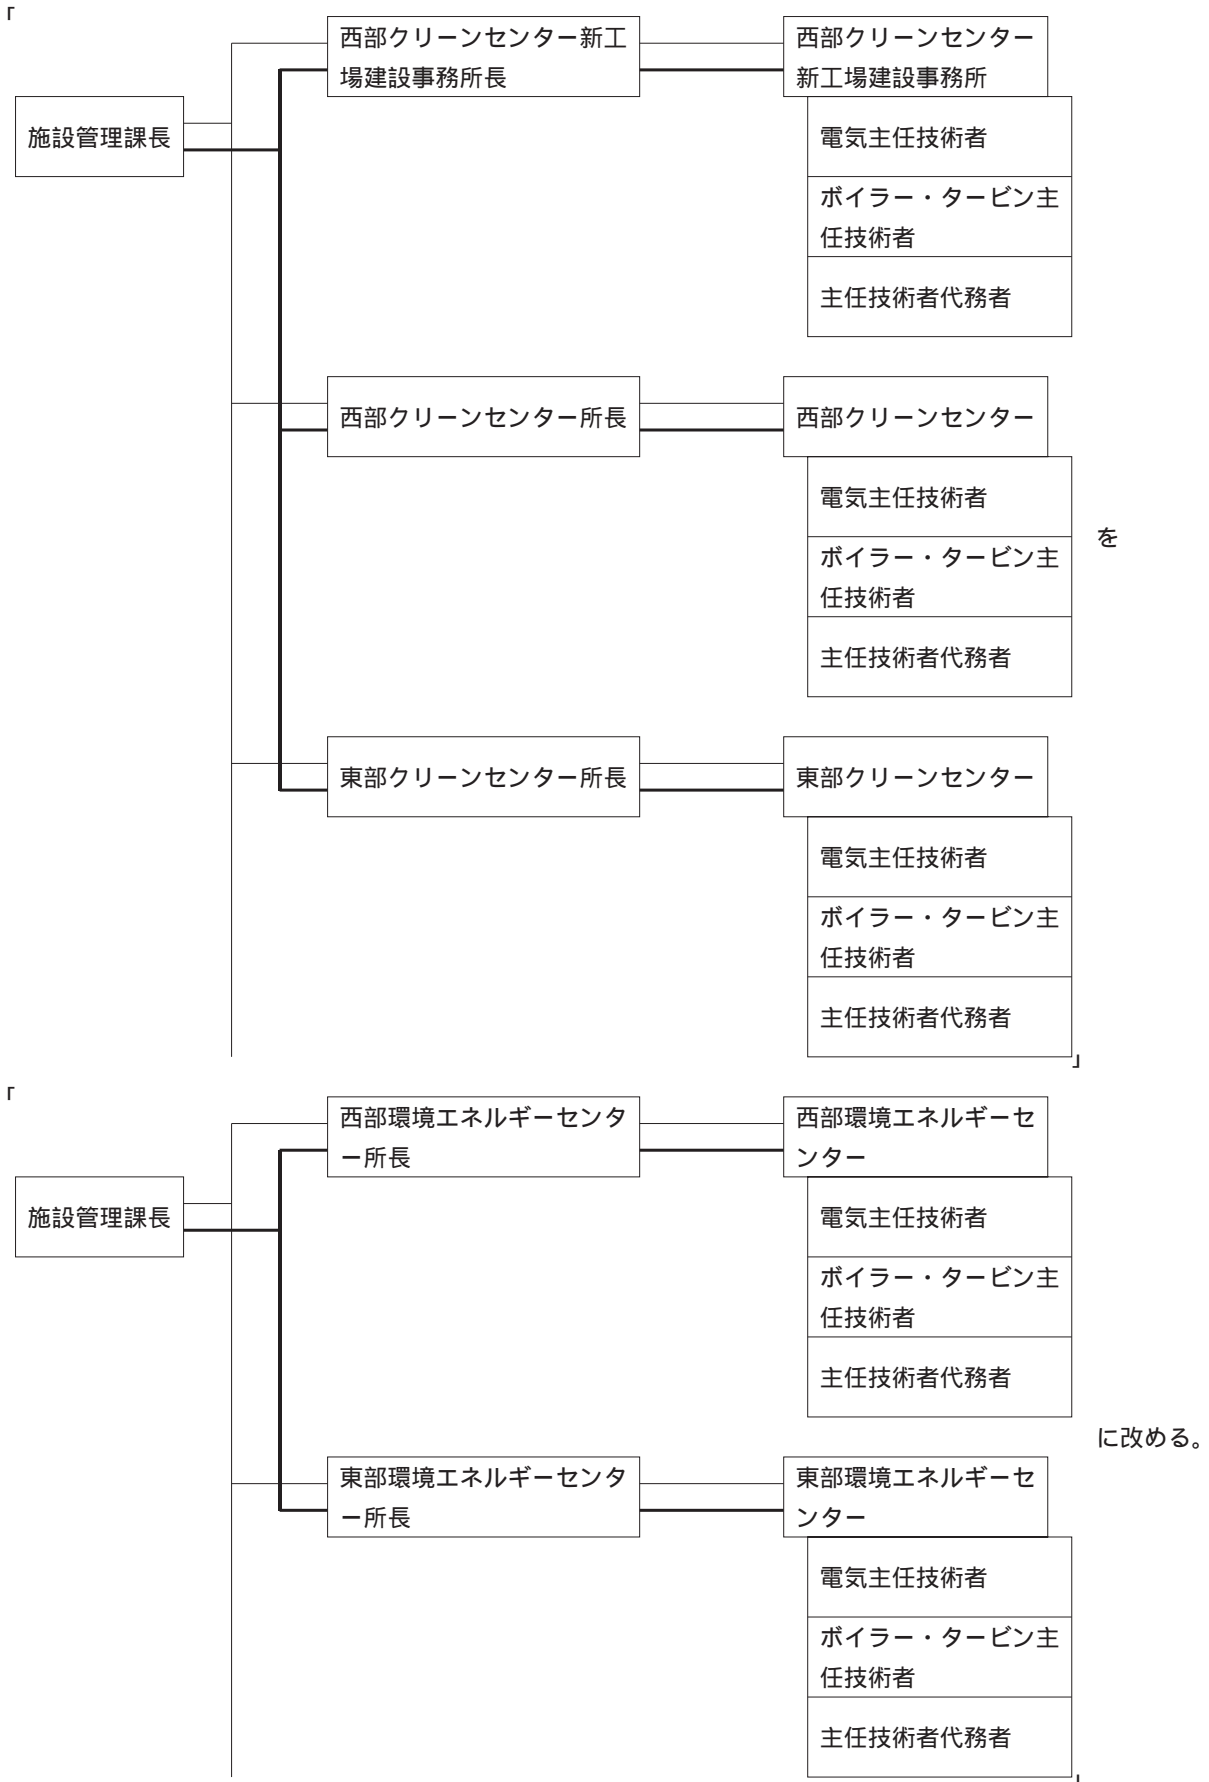 「
西部クリーンセンター新工
場建設事務所長
西部クリーンセンター
新工場建設事務所
施設管理課長
電気主任技術者
ボイラー・タービン主
任技術者
主任技術者代務者
西部クリーンセンター所長
西部クリーンセンター
電気主任技術者
ボイラー・タービン主
任技術者
主任技術者代務者
を
東部クリーンセンター所長
東部クリーンセンター
電気主任技術者
ボイラー・タービン主
任技術者
主任技術者代務者
」
「
西部環境エネルギーセンタ
ー所長
西部環境エネルギーセ
ンター
施設管理課長
電気主任技術者
ボイラー・タービン主
任技術者
主任技術者代務者
に改める。
東部環境エネルギーセンタ
ー所長
東部環境エネルギーセ
ンター
電気主任技術者
ボイラー・タービン主
任技術者
主任技術者代務者
」